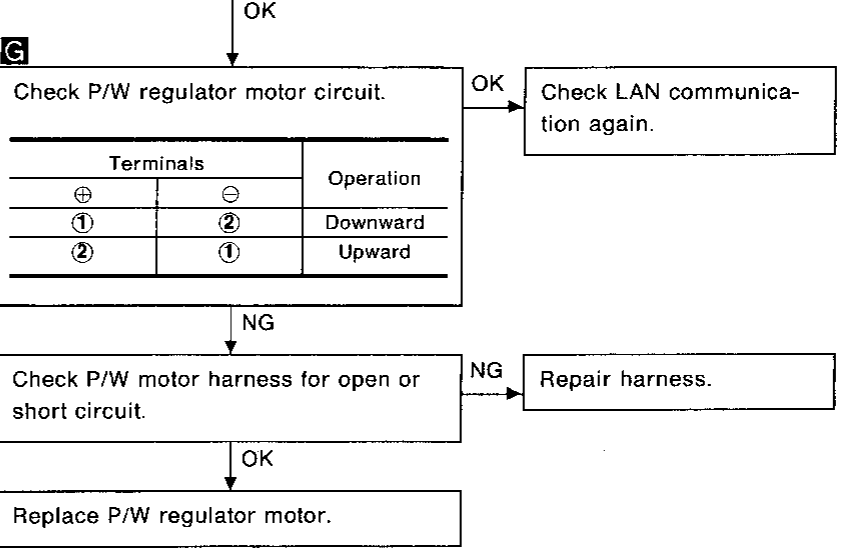 OK
G
Check P/W regulator motor circuit.
OK
Check LAN communica-
tion again.
Terminals
Operation
⊕ ⊖
① ② Downward
② ① Upward
NG
Check P/W motor harness for open or
short circuit.
NG
Repair harness.
OK
Replace P/W regulator motor.